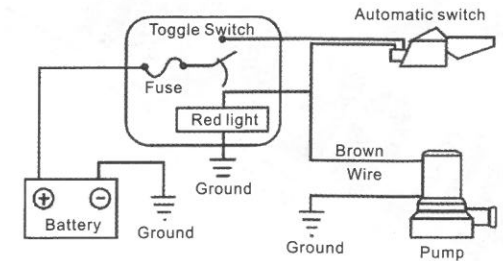 Automatic switch
Toggle Switch
Fuse
Red light
Ground
Brown
Wire
+ -
Battery
Ground
Ground
Pump